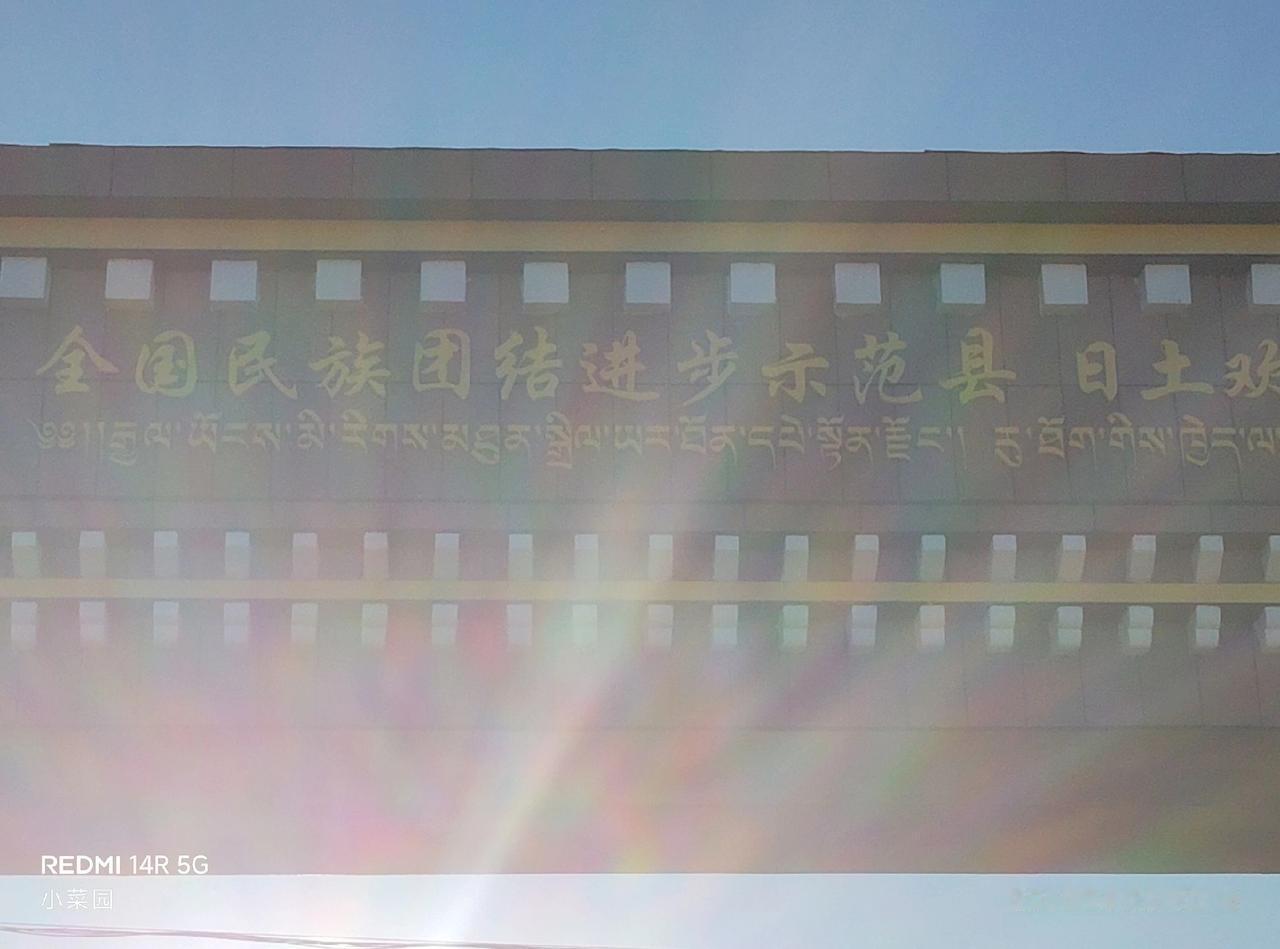 全国民族团结进步示范县 日土欢
༄༅།།རྒྱལ་ཡོངས་མི་རིགས་མཐུན་སྒྲིལ་ཡར་ཐོན་དཔེ་སྟོན་རྫོང་། རུ་ཐོག་གིས་ཁྱེད་ལ
REDMI 14R 5G
小菜园